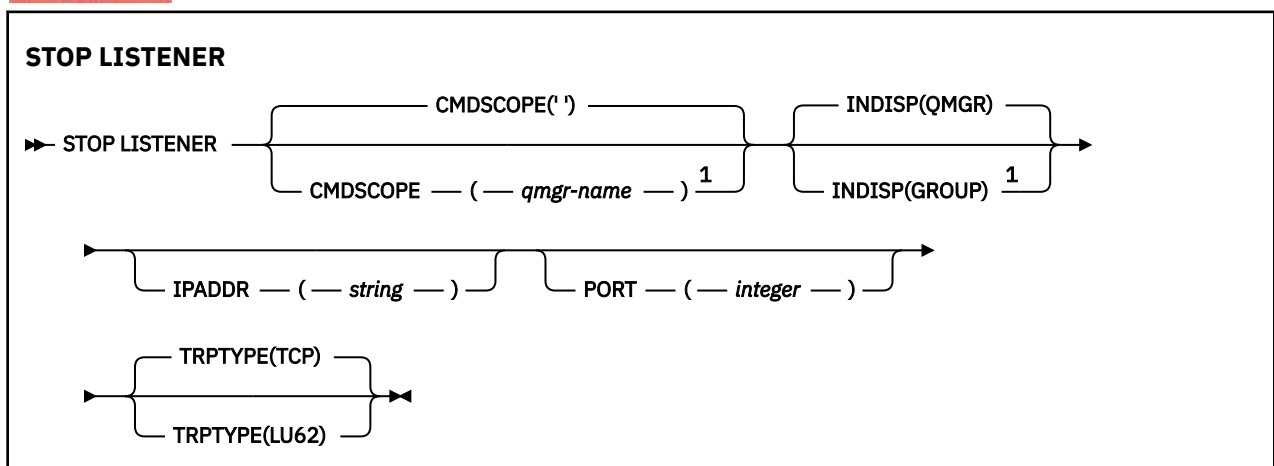 STOP LISTENER
CMDSCOPE(' ') INDISP(QMGR)
STOP LISTENER
CMDSCOPE ( qmgr-name ) 1 INDISP(GROUP) 1
IPADDR ( string ) PORT ( integer )
TRPTYPE(TCP)
TRPTYPE(LU62)